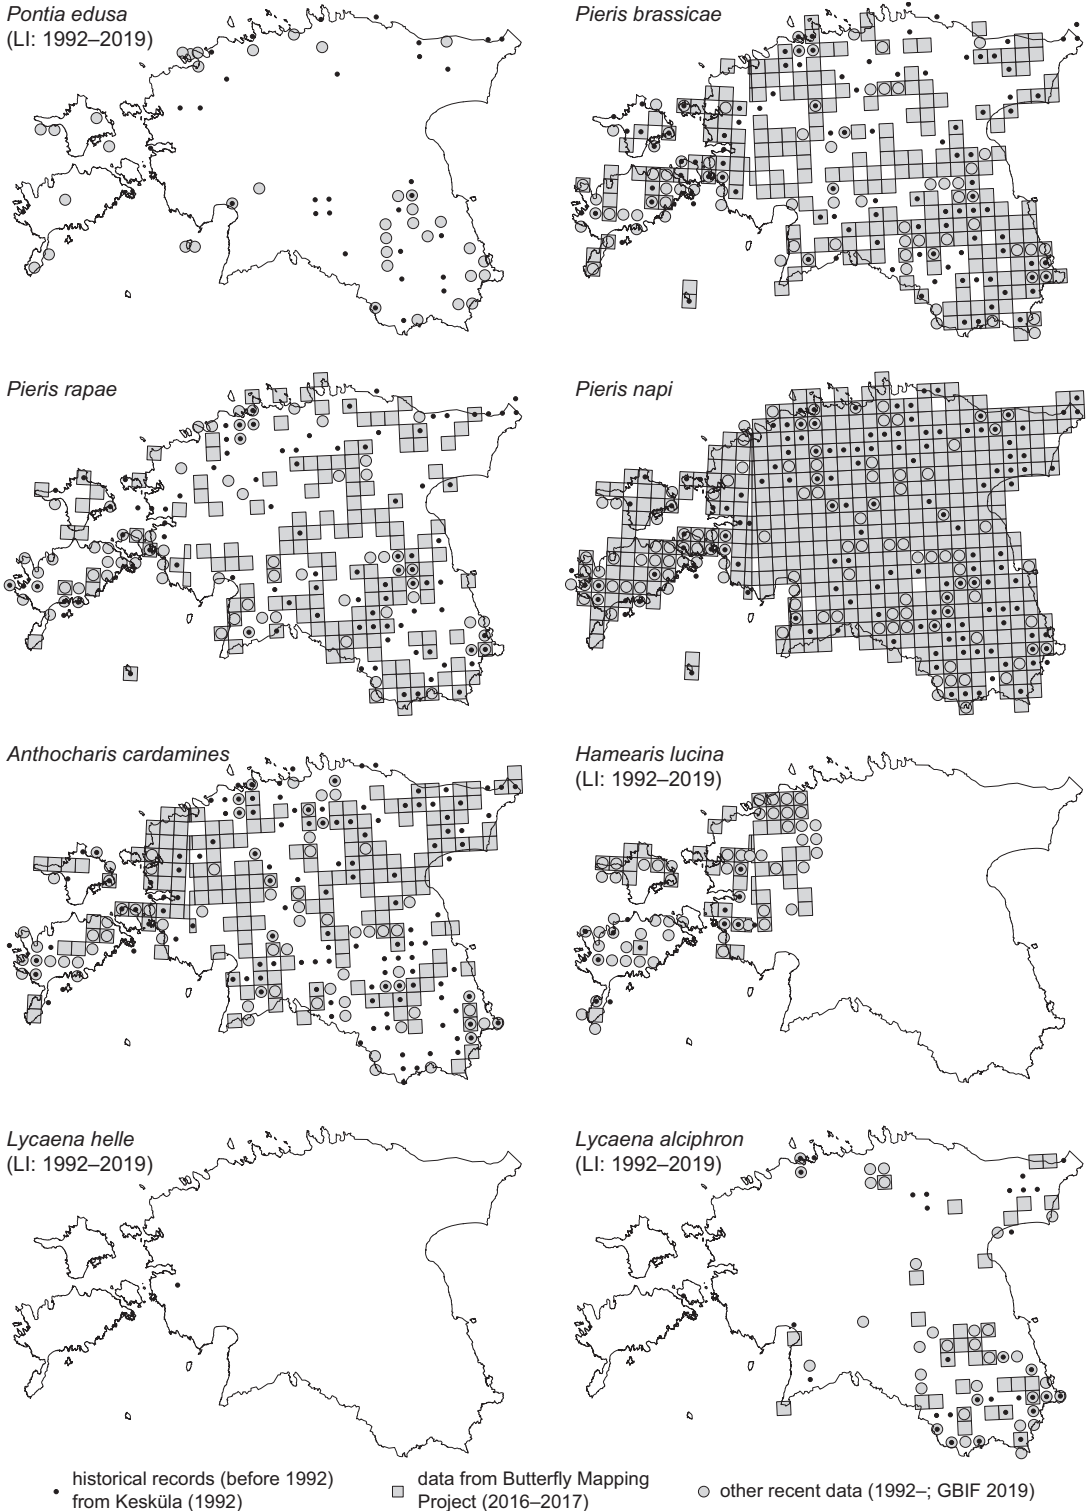 Pontia edusa
(LI: 1992–2019)
Pieris brassicae
Pieris rapae
Pieris napi
Anthocharis cardamines
Hamearis lucina
(LI: 1992–2019)
Lycaena helle
(LI: 1992–2019)
Lycaena alciphron
(LI: 1992–2019)
historical records (before 1992)
from Kesküla (1992)
data from Butterfly Mapping
Project (2016–2017)
other recent data (1992–; GBIF 2019)